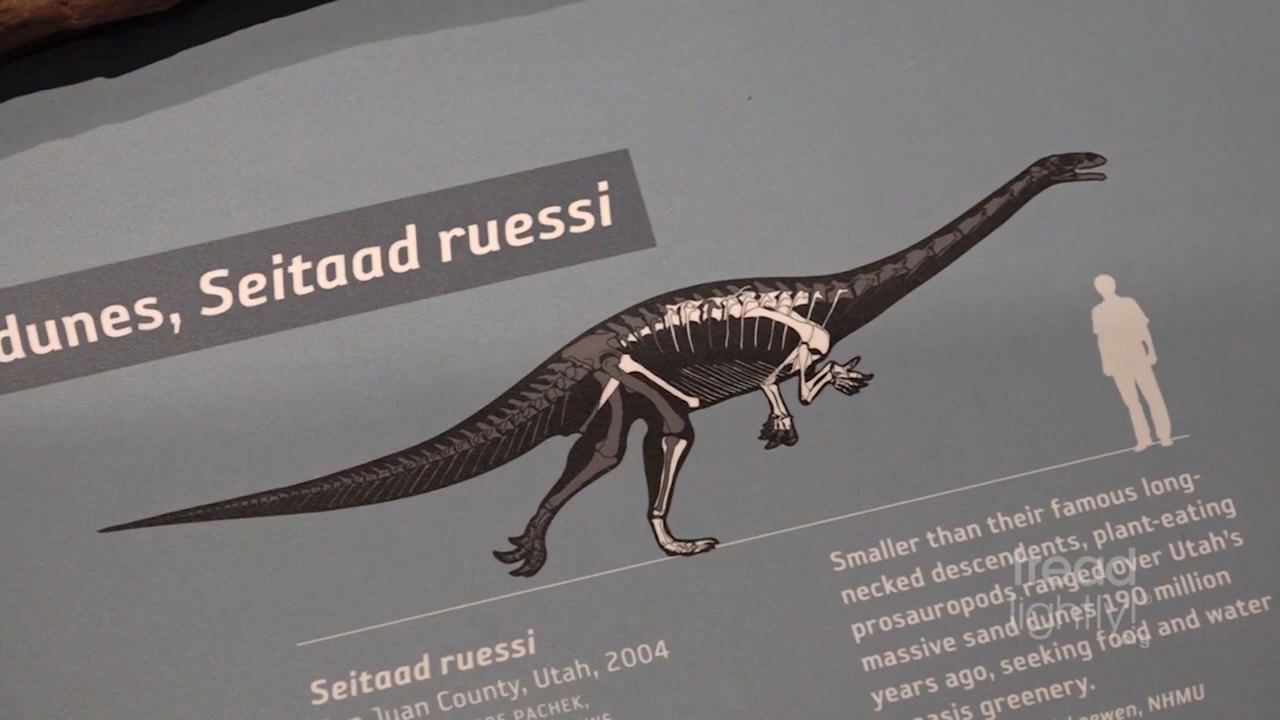 dunes, Seitaad ruessi
Smaller than their famous long-
necked descendents, plant-eating
prosauropods ranged over Utah's
massive sand dunes 190 million
years ago, seeking food and water
greenery.
NHMU
Seitaad ruessi
Juan County, Utah, 2004
PACHEK,
tread
lightly!